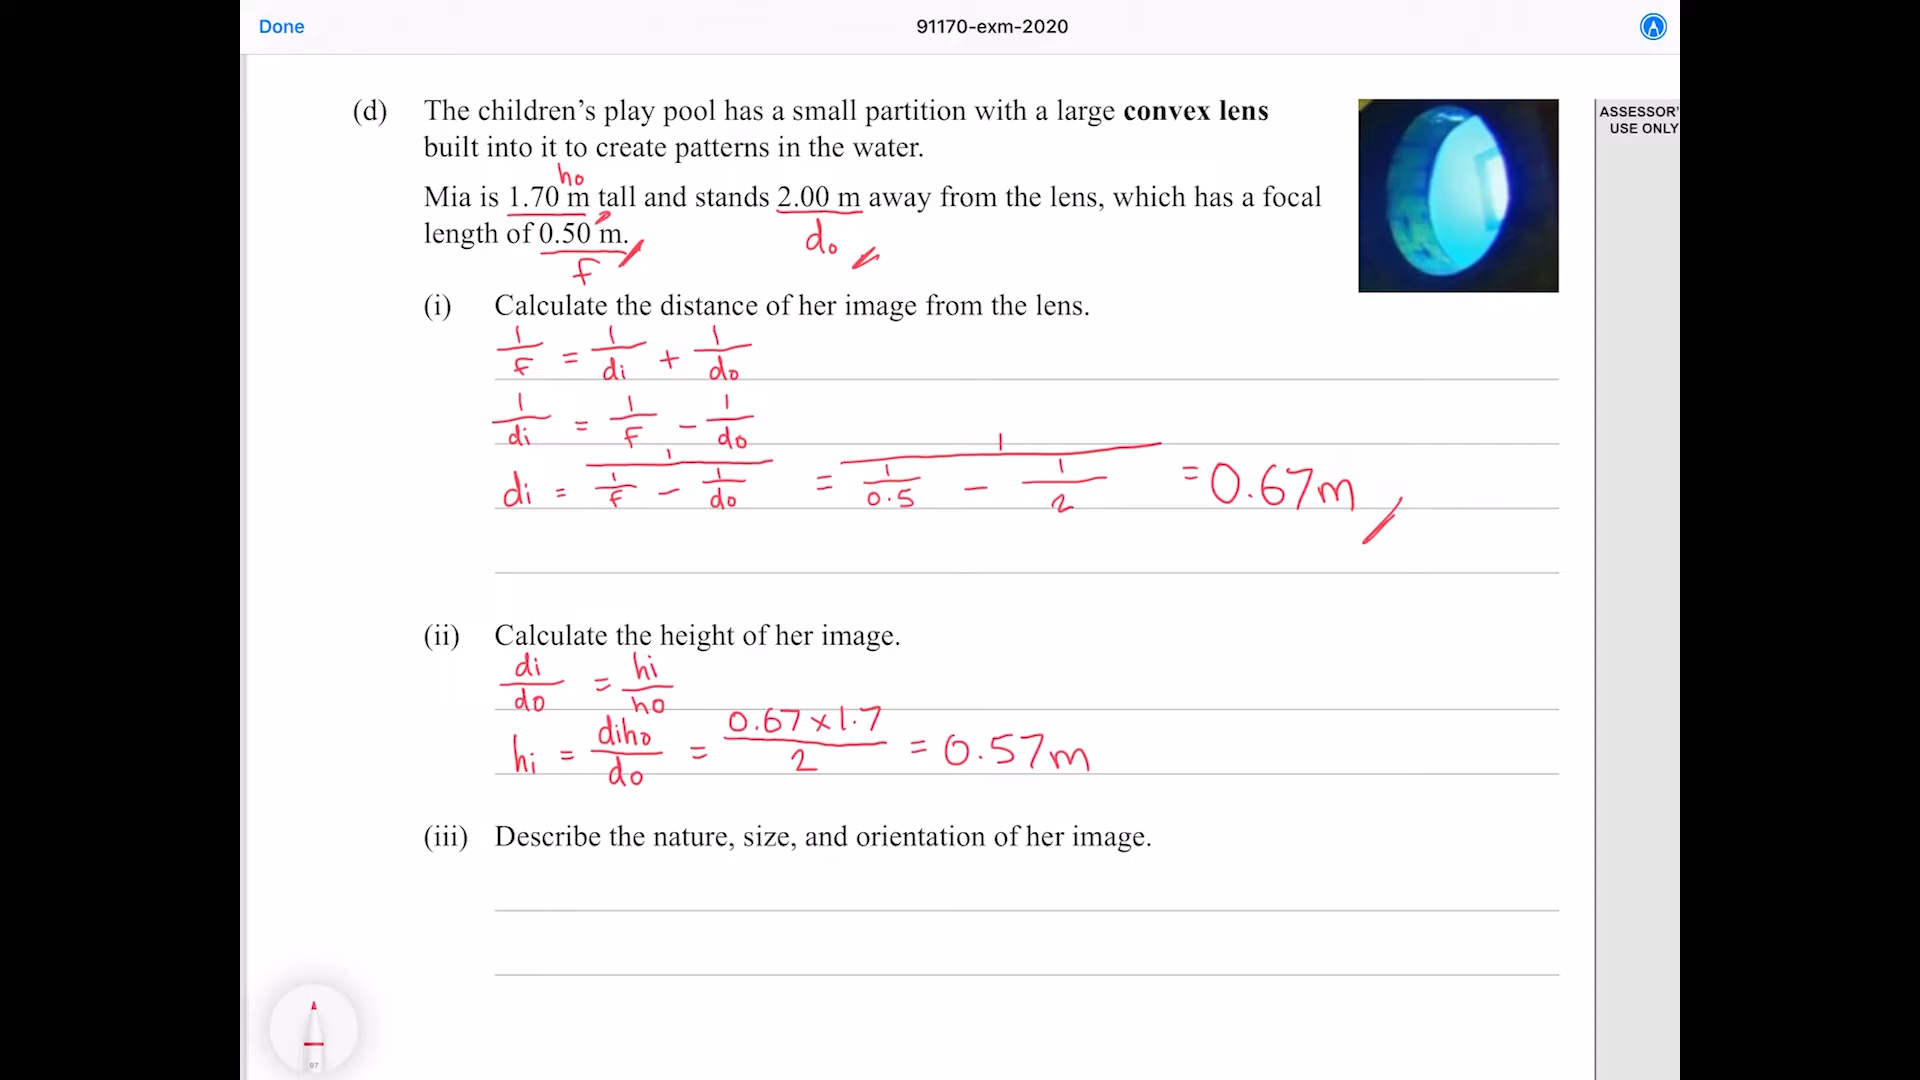 Done
91170-exm-2020
ASSESSOR'
USE ONLY
(d) The children's play pool has a small partition with a large convex lens
built into it to create patterns in the water.
ho
Mia is 1.70 m tall and stands 2.00 m away from the lens, which has a focal
length of 0.50 m.
do
f
(i) Calculate the distance of her image from the lens.
1/f = 1/di + 1/do
1/di = 1/f - 1/do
di = 1/(1/f - 1/do) = 1/(1/0.5 - 1/2) = 0.67m
(ii) Calculate the height of her image.
di/do = hi/ho
hi = diho/do = 0.67 x 1.7/2 = 0.57m
(iii) Describe the nature, size, and orientation of her image.
97